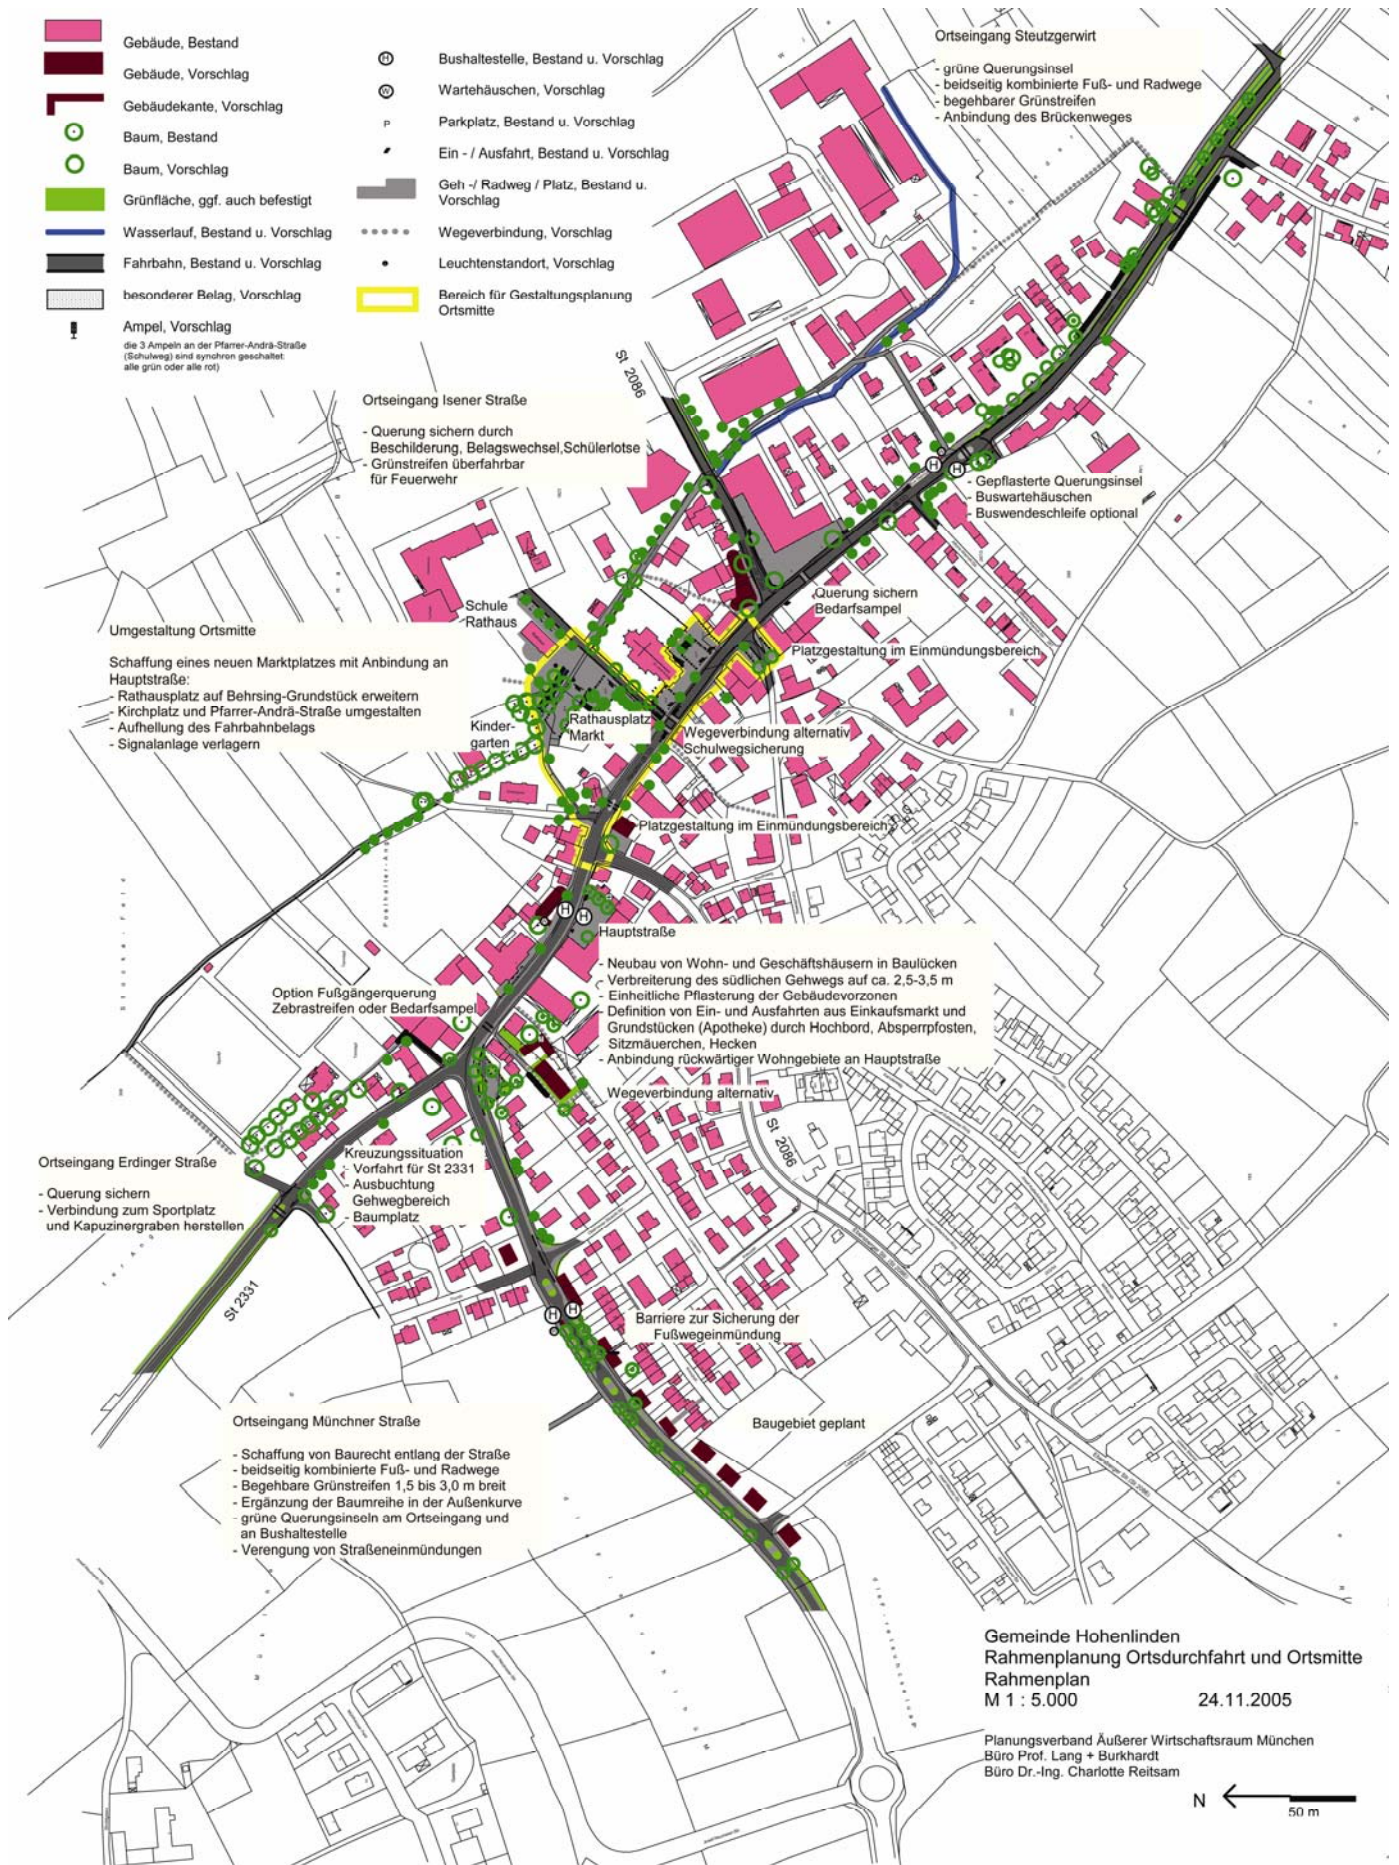 Gebäude, Bestand
Gebäude, Vorschlag
Gebäudekante, Vorschlag
Baum, Bestand
Baum, Vorschlag
Grünfläche, ggf. auch befestigt
Wasserlauf, Bestand u. Vorschlag
Fahrbahn, Bestand u. Vorschlag
besonderer Belag, Vorschlag
Ampel, Vorschlag
die 3 Ampeln an der Pfarrer-Andrä-Straße
(Schulweg) sind synchron geschaltet:
alle grün oder alle rot)
H Bushaltestelle, Bestand u. Vorschlag
W Wartehäuschen, Vorschlag
P Parkplatz, Bestand u. Vorschlag
Ein - / Ausfahrt, Bestand u. Vorschlag
Geh -/ Radweg / Platz, Bestand u.
Vorschlag
Wegeverbindung, Vorschlag
Leuchtenstandort, Vorschlag
Bereich für Gestaltungsplanung
Ortsmitte
Ortseingang Steutzgerwirt
- grüne Querungsinsel
- beidseitig kombinierte Fuß- und Radwege
- begehbarer Grünstreifen
- Anbindung des Brückenweges
St 2086
Ortseingang Isener Straße
- Querung sichern durch
Beschilderung, Belagswechsel,Schülerlotse
- Grünstreifen überfahrbar
für Feuerwehr
H
H
- Gepflasterte Querungsinsel
- Buswartehäuschen
- Buswendeschleife optional
Querung sichern
Bedarfsampel
Schule
Rathaus
Umgestaltung Ortsmitte
Schaffung eines neuen Marktplatzes mit Anbindung an
Hauptstraße:
- Rathausplatz auf Behrsing-Grundstück erweitern
- Kirchplatz und Pfarrer-Andrä-Straße umgestalten
- Aufhellung des Fahrbahnbelags
- Signalanlage verlagern
Platzgestaltung im Einmündungsbereich
Kinder-
garten
Rathausplatz
Markt
Wegeverbindung alternativ
Schulwegsicherung
Platzgestaltung im Einmündungsbereich
H
H
Hauptstraße
- Neubau von Wohn- und Geschäftshäusern in Baulücken
- Verbreiterung des südlichen Gehwegs auf ca. 2,5-3,5 m
- Einheitliche Pflasterung der Gebäudevorzonen
- Definition von Ein- und Ausfahrten aus Einkaufsmarkt und
Grundstücken (Apotheke) durch Hochbord, Absperrpfosten,
Sitzmäuerchen, Hecken
- Anbindung rückwärtiger Wohngebiete an Hauptstraße
Option Fußgängerquerung
Zebrastreifen oder Bedarfsampel
Wegeverbindung alternativ
St 2086
Kreuzungssituation
- Vorfahrt für St 2331
- Ausbuchtung
Gehwegbereich
- Baumplatz
Ortseingang Erdinger Straße
- Querung sichern
- Verbindung zum Sportplatz
und Kapuzinergraben herstellen
St 2331
H
H
Barriere zur Sicherung der
Fußwegeinmündung
Ortseingang Münchner Straße
- Schaffung von Baurecht entlang der Straße
- beidseitig kombinierte Fuß- und Radwege
- Begehbare Grünstreifen 1,5 bis 3,0 m breit
- Ergänzung der Baumreihe in der Außenkurve
- grüne Querungsinseln am Ortseingang und
an Bushaltestelle
- Verengung von Straßeneinmündungen
Baugebiet geplant
Gemeinde Hohenlinden
Rahmenplanung Ortsdurchfahrt und Ortsmitte
Rahmenplan
M 1 : 5.000 24.11.2005
Planungsverband Äußerer Wirtschaftsraum München
Büro Prof. Lang + Burkhardt
Büro Dr.-Ing. Charlotte Reitsam
N
50 m